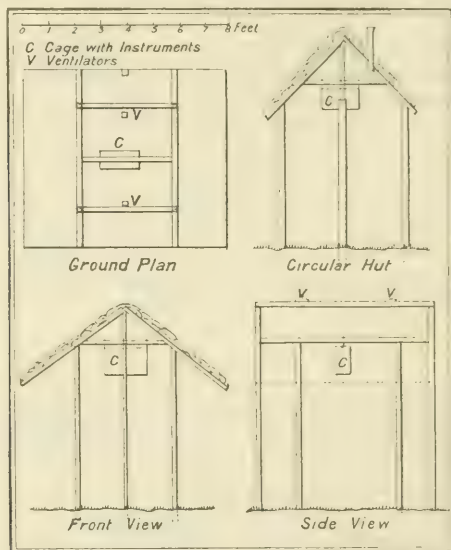 0 1 2 3 4 5 6 7 8 Feet
C Cage with Instruments
V Ventilators
V
C
V
Ground Plan
C
Circular Hut
C
Front View
V V
C
Side View